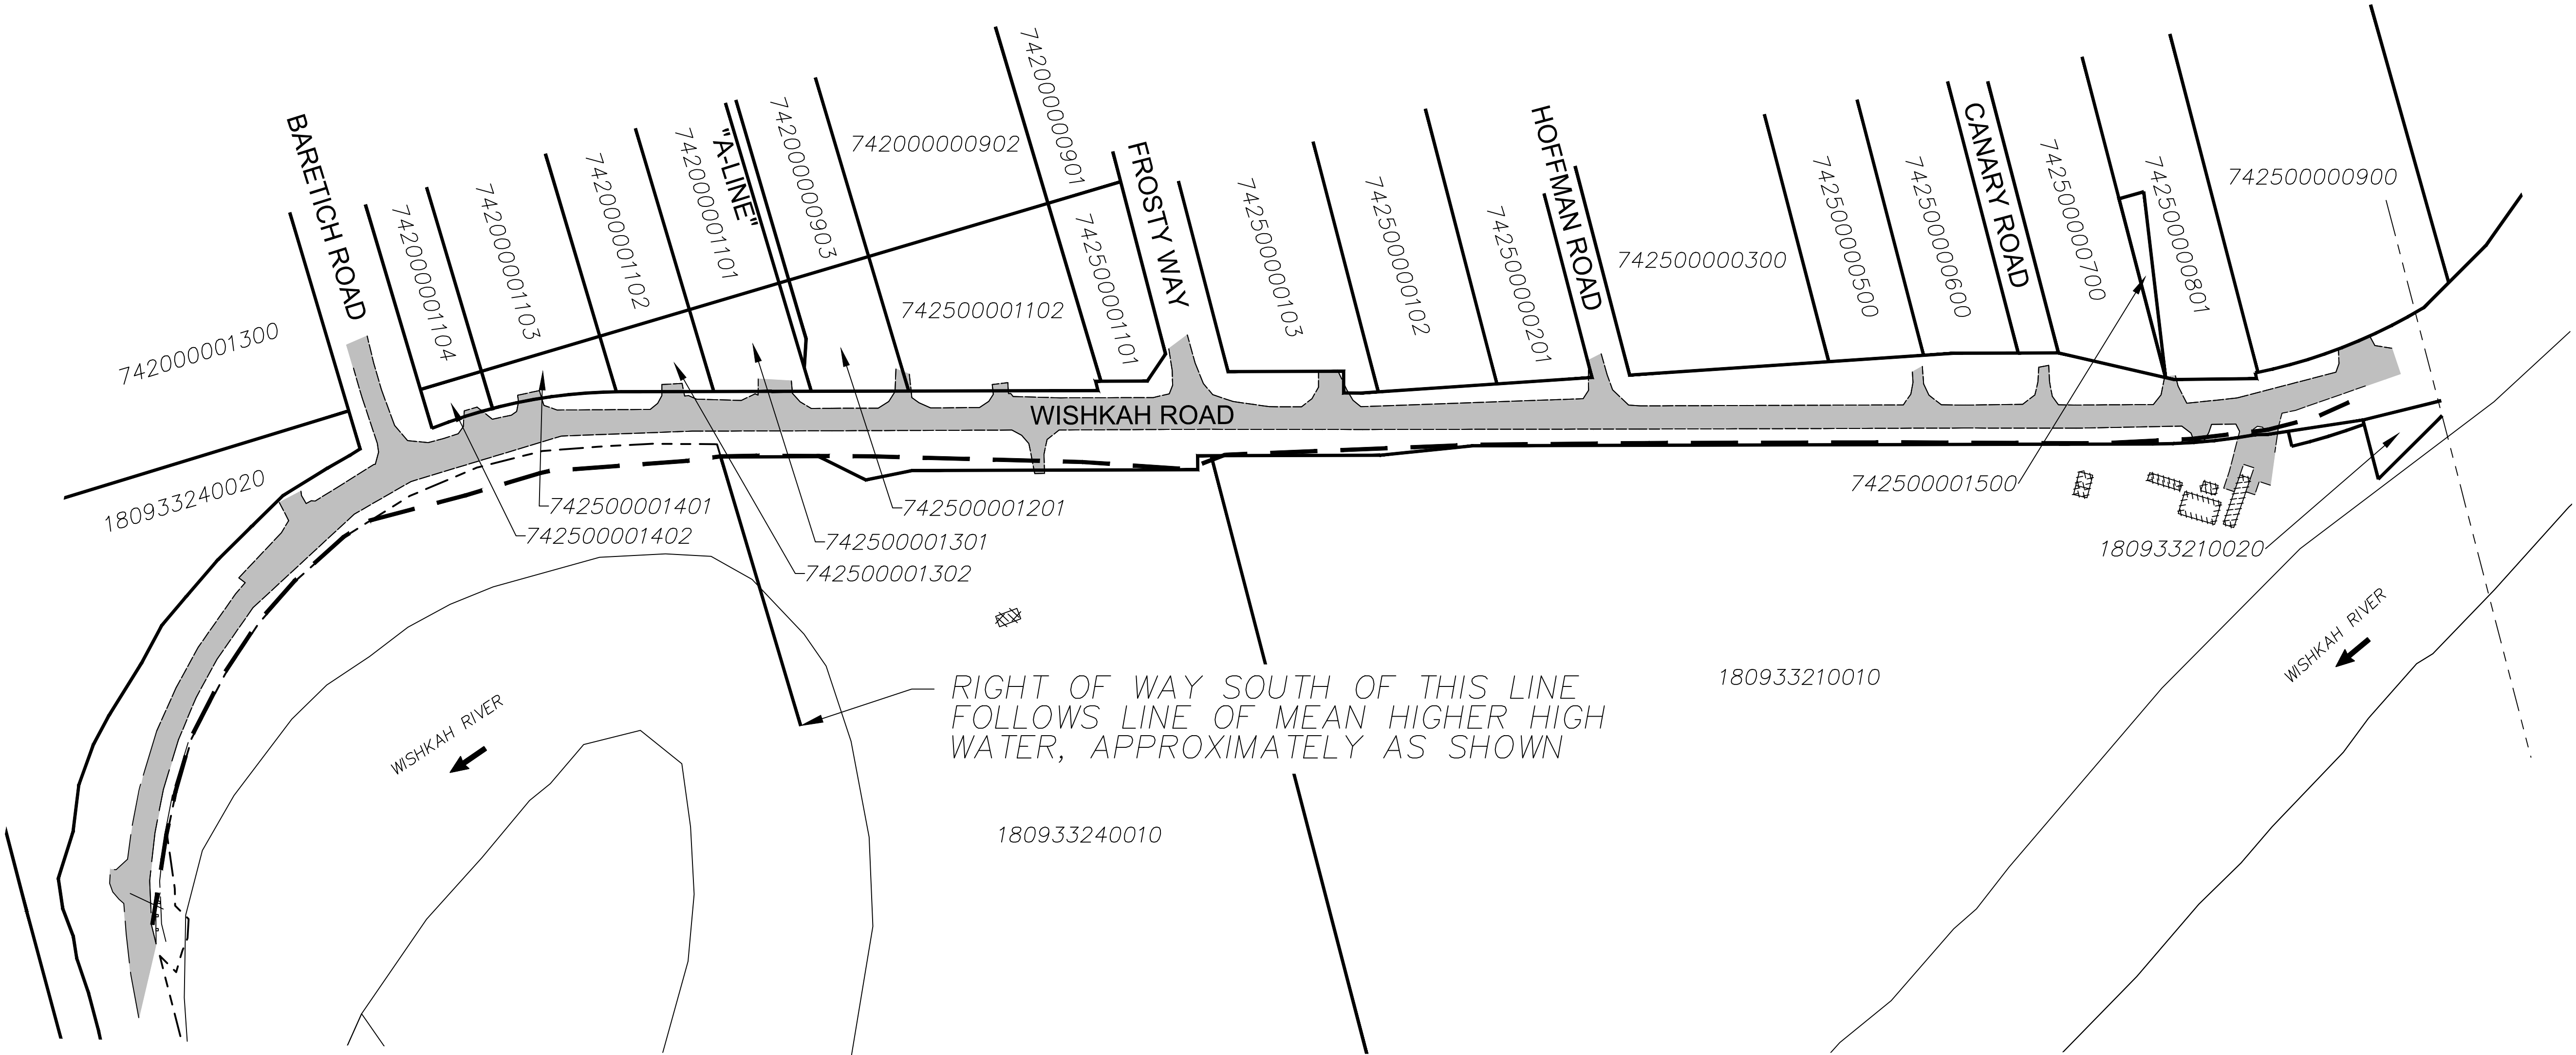 BARETICH ROAD
742000001300
180933240020
742000001104
742000001103
742000001102
742000001101
"A-LINE"
742000000903
742000000902
742000000901
742500001102
742500001101
FROSTY WAY
742500000103
742500000102
742500000201
HOFFMAN ROAD
742500000300
742500000500
742500000600
CANARY ROAD
742500000700
742500000801
742500000900
WISHKAH ROAD
742500001401
742500001402
742500001201
742500001301
742500001302
742500001500
180933210020
RIGHT OF WAY SOUTH OF THIS LINE
FOLLOWS LINE OF MEAN HIGHER HIGH
WATER, APPROXIMATELY AS SHOWN
180933210010
180933240010
WISHKAH RIVER
WISHKAH RIVER